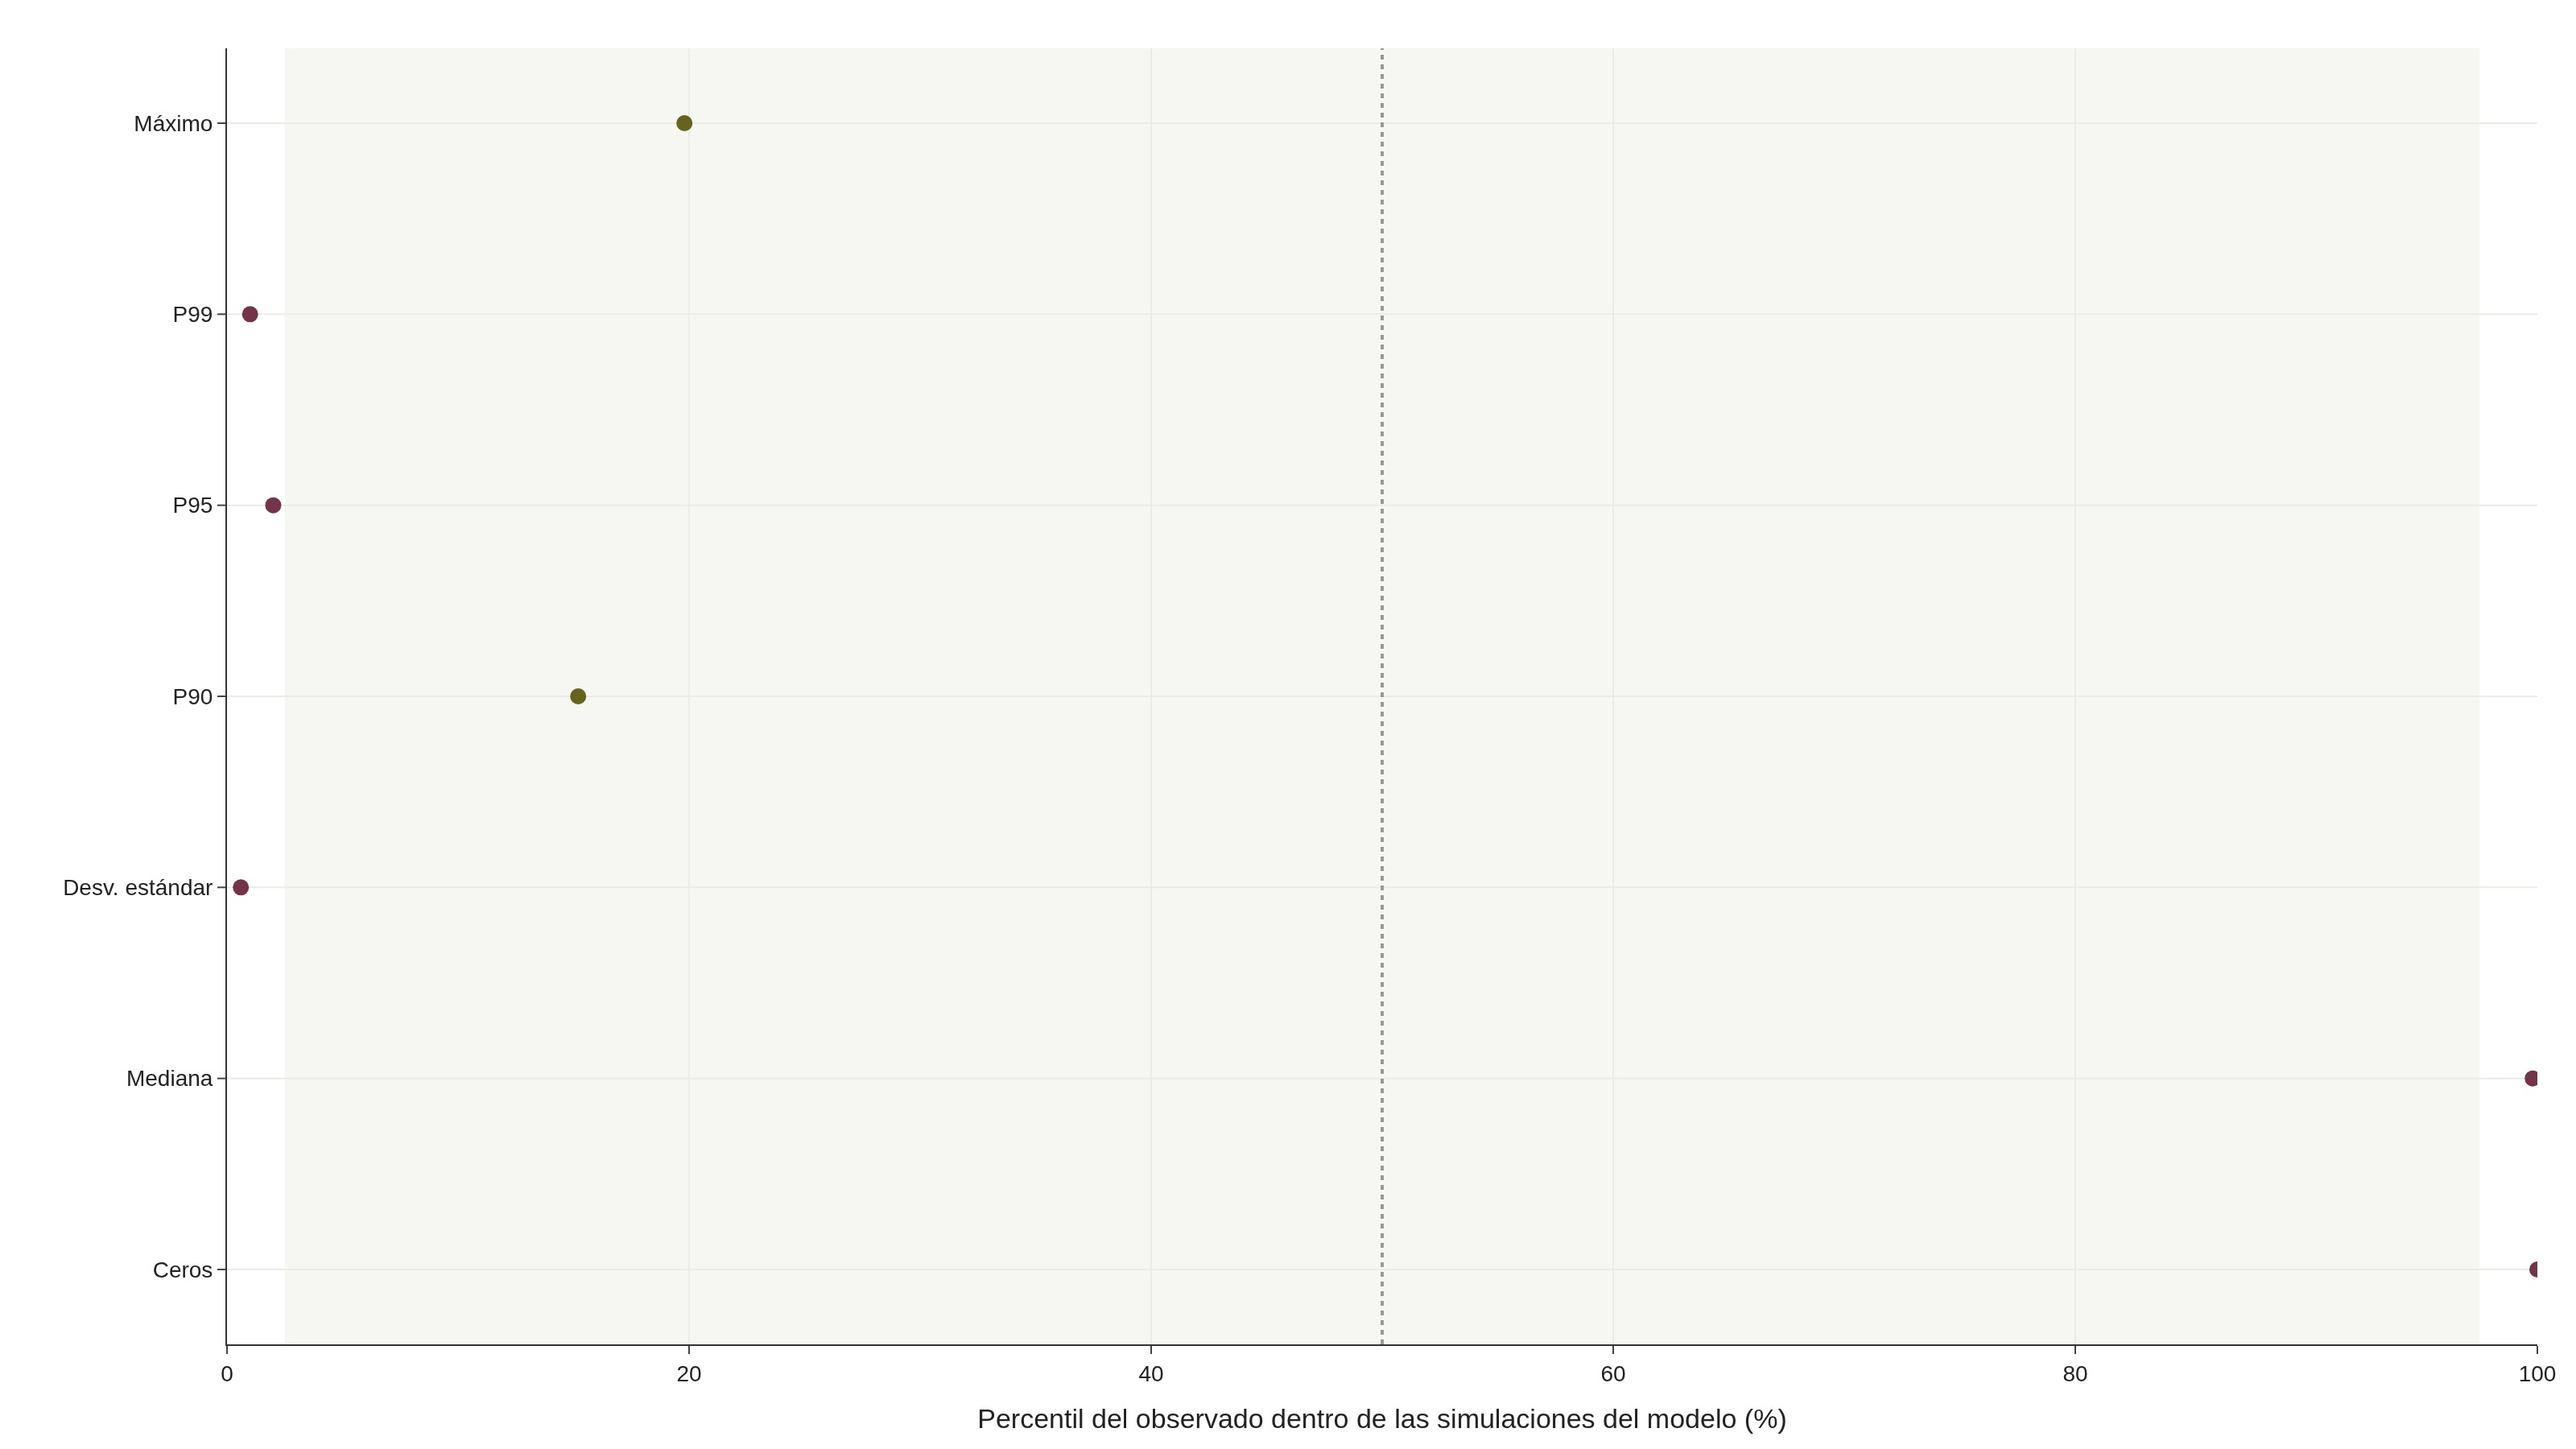 Máximo
P99
P95
P90
Desv. estándar
Mediana
Ceros
0 20 40 60 80 100
Percentil del observado dentro de las simulaciones del modelo (%)